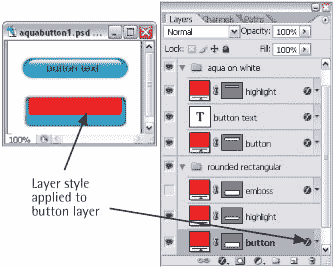 aquabutton1.psd
button text
100%
Layer style
applied to
button layer
Layers
Channels
Paths
Normal
Opacity: 100%
Lock:
Fill: 100%
aqua on white
highlight
T button text
button
rounded rectangular
emboss
highlight
button